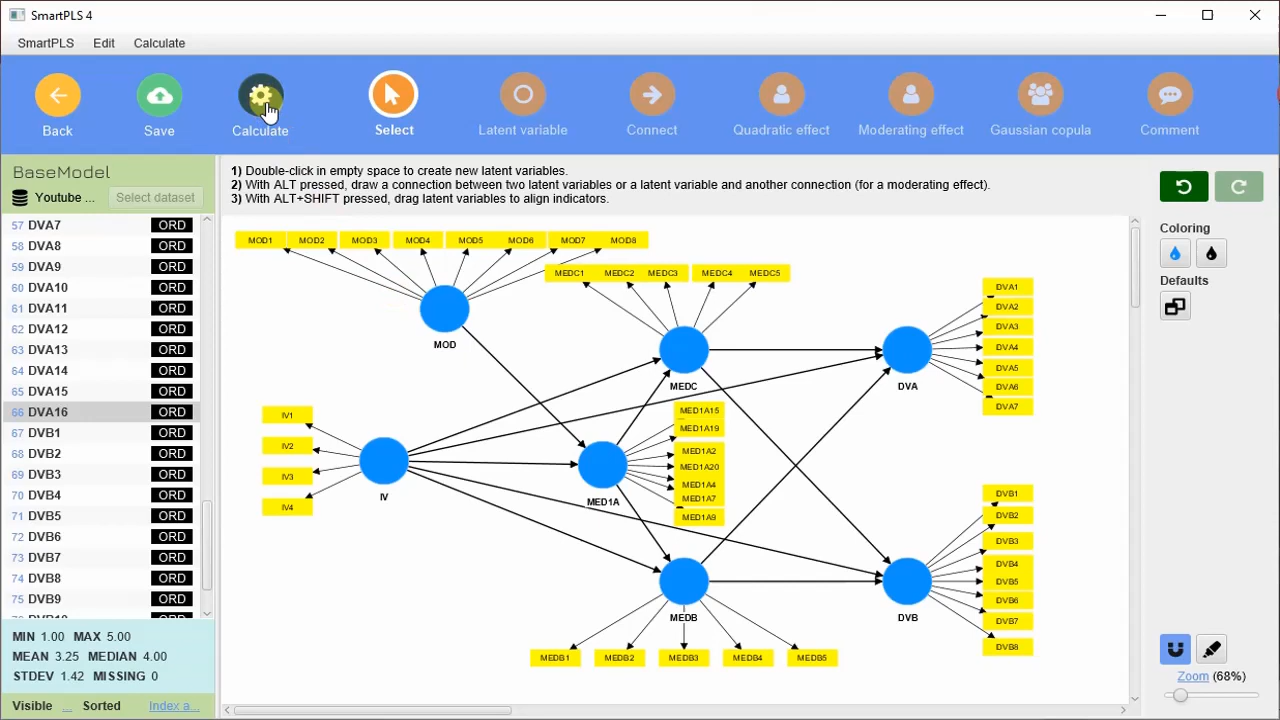 SmartPLS 4
SmartPLS Edit Calculate
Back Save Calculate Select Latent variable Connect Quadratic effect Moderating effect Gaussian copula Comment
BaseModel
Youtube ... Select dataset
57 DVA7 ORD
58 DVA8 ORD
59 DVA9 ORD
60 DVA10 ORD
61 DVA11 ORD
62 DVA12 ORD
63 DVA13 ORD
64 DVA14 ORD
65 DVA15 ORD
66 DVA16 ORD
67 DVB1 ORD
68 DVB2 ORD
69 DVB3 ORD
70 DVB4 ORD
71 DVB5 ORD
72 DVB6 ORD
73 DVB7 ORD
74 DVB8 ORD
75 DVB9 ORD
MIN 1.00 MAX 5.00
MEAN 3.25 MEDIAN 4.00
STDEV 1.42 MISSING 0
Visible ... Sorted Index a...
1) Double-click in empty space to create new latent variables.
2) With ALT pressed, draw a connection between two latent variables or a latent variable and another connection (for a moderating effect).
3) With ALT+SHIFT pressed, drag latent variables to align indicators.
MOD1 MOD2 MOD3 MOD4 MOD5 MOD6 MOD7 MOD8
MEDC1 MEDC2 MEDC3 MEDC4 MEDC5
MOD
MEDC
DVA
DVA1
DVA2
DVA3
DVA4
DVA5
DVA6
DVA7
IV1
IV2
IV3
IV4
IV
MED1A
MED1A15
MED1A19
MED1A2
MED1A20
MED1A4
MED1A7
MED1A9
DVB1
DVB2
DVB3
DVB4
DVB5
DVB6
DVB7
DVB8
MEDB
DVB
MEDB1 MEDB2 MEDB3 MEDB4 MEDB5
Coloring
Defaults
Zoom (68%)